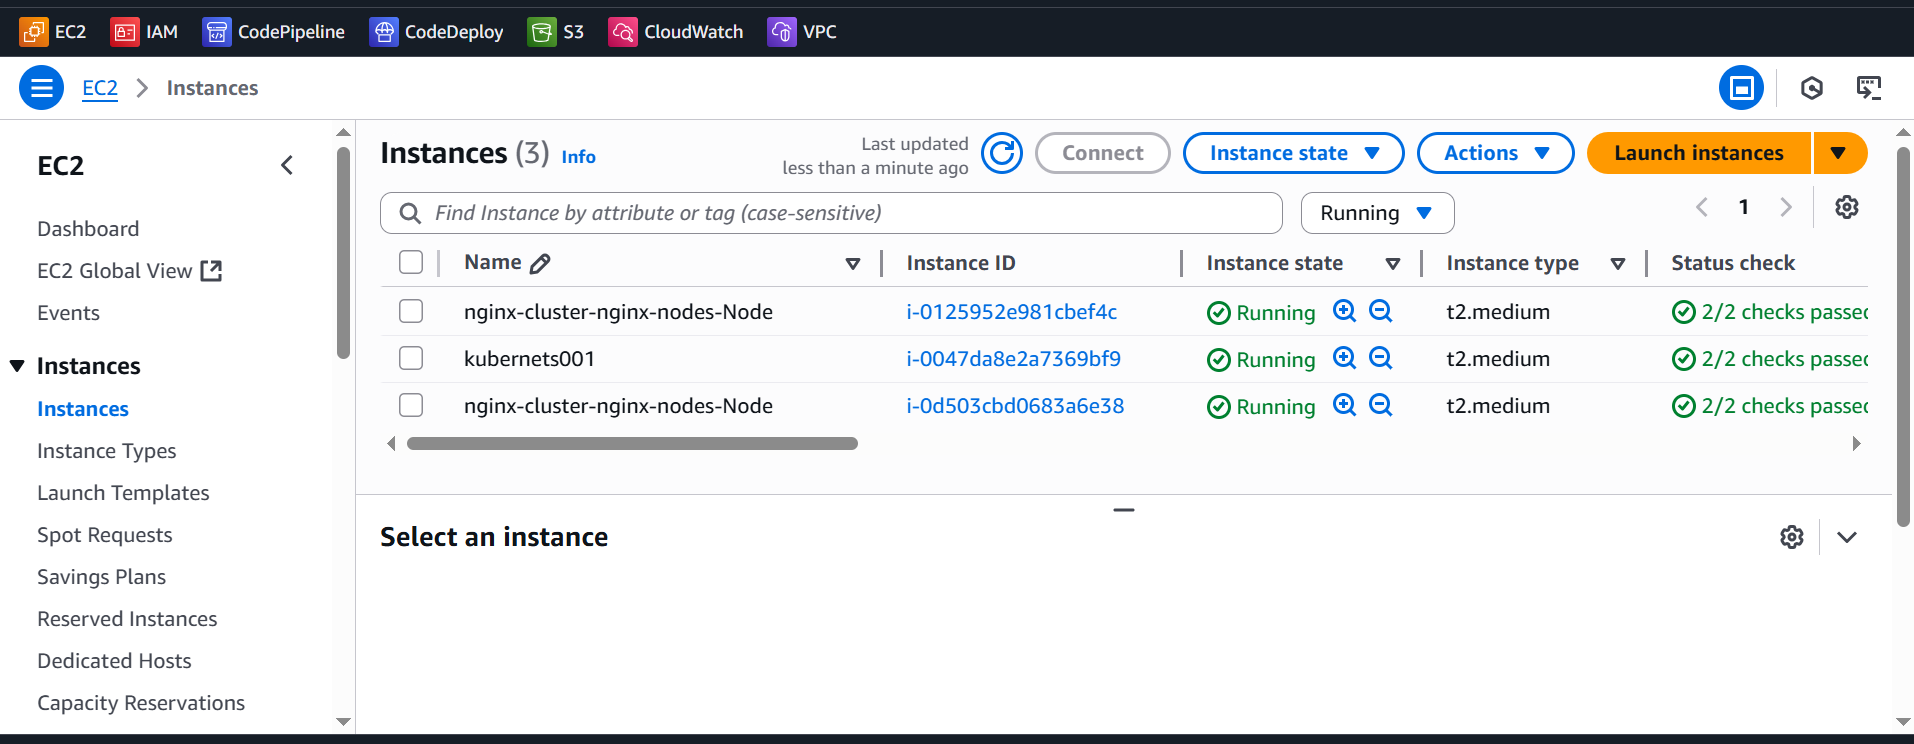 EC2 IAM CodePipeline CodeDeploy S3 CloudWatch VPC
EC2 Instances
EC2
Dashboard
EC2 Global View
Events
Instances
Instances
Instance Types
Launch Templates
Spot Requests
Savings Plans
Reserved Instances
Dedicated Hosts
Capacity Reservations
Instances (3) Info
Last updated
less than a minute ago
Connect Instance state Actions Launch instances
Find Instance by attribute or tag (case-sensitive) Running 1
Name Instance ID Instance state Instance type Status check
nginx-cluster-nginx-nodes-Node i-0125952e981cbef4c Running t2.medium 2/2 checks passed
kubernets001 i-0047da8e2a7369bf9 Running t2.medium 2/2 checks passed
nginx-cluster-nginx-nodes-Node i-0d503cbd0683a6e38 Running t2.medium 2/2 checks passed
Select an instance